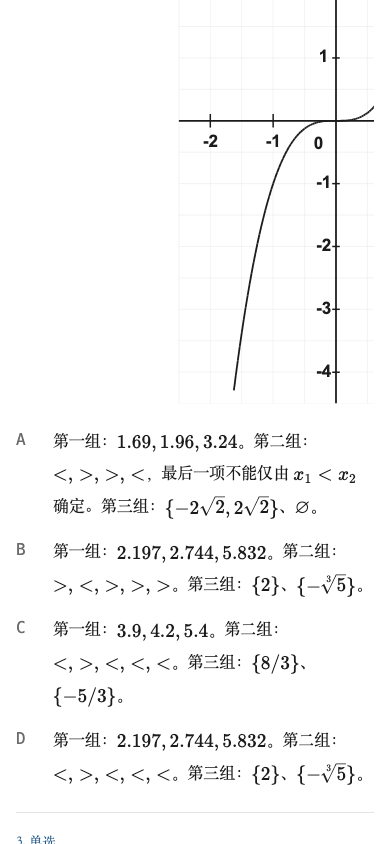 1
-2 -1 0
-1
-2
-3
-4
A 第一组：1.69, 1.96, 3.24。第二组：
<, >, >, <，最后一项不能仅由 x₁ < x₂
确定。第三组：{−2√2, 2√2}、∅。
B 第一组：2.197, 2.744, 5.832。第二组：
>, <, >, >, >。第三组：{2}、{−∛5}。
C 第一组：3.9, 4.2, 5.4。第二组：
<, >, <, <, <。第三组：{8/3}、
{−5/3}。
D 第一组：2.197, 2.744, 5.832。第二组：
<, >, <, <, <。第三组：{2}、{−∛5}。
3. 单选